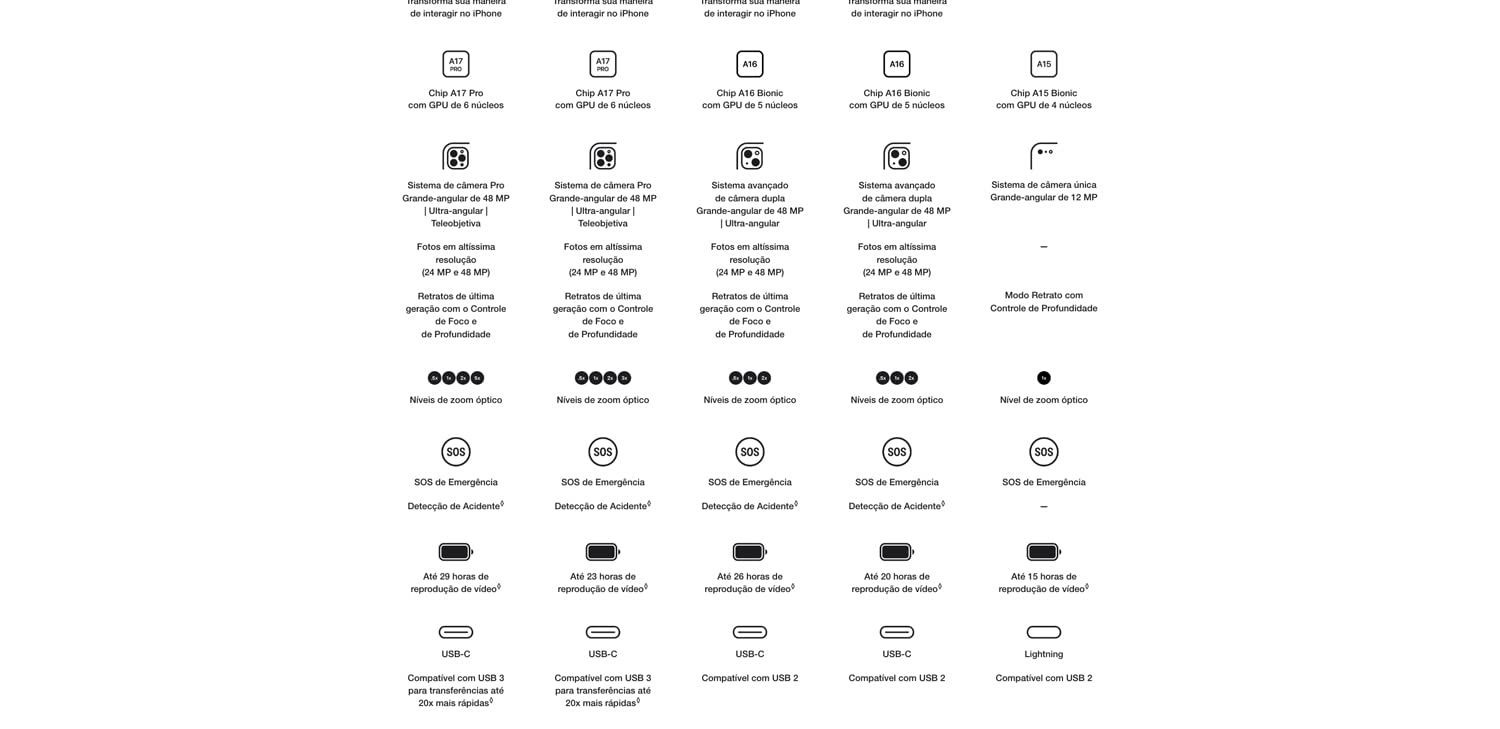 Transforma sua maneira
de interagir no iPhone
Transforma sua maneira
de interagir no iPhone
Transforma sua maneira
de interagir no iPhone
Transforma sua maneira
de interagir no iPhone
A17
PRO
A17
PRO
A16
A16
A15
Chip A17 Pro
com GPU de 6 núcleos
Chip A17 Pro
com GPU de 6 núcleos
Chip A16 Bionic
com GPU de 5 núcleos
Chip A16 Bionic
com GPU de 5 núcleos
Chip A15 Bionic
com GPU de 4 núcleos
Sistema de câmera Pro
Grande-angular de 48 MP
| Ultra-angular |
Teleobjetiva
Sistema de câmera Pro
Grande-angular de 48 MP
| Ultra-angular |
Teleobjetiva
Sistema avançado
de câmera dupla
Grande-angular de 48 MP
| Ultra-angular
Sistema avançado
de câmera dupla
Grande-angular de 48 MP
| Ultra-angular
Sistema de câmera única
Grande-angular de 12 MP
Fotos em altíssima
resolução
(24 MP e 48 MP)
Fotos em altíssima
resolução
(24 MP e 48 MP)
Fotos em altíssima
resolução
(24 MP e 48 MP)
Fotos em altíssima
resolução
(24 MP e 48 MP)
—
Retratos de última
geração com o Controle
de Foco e
de Profundidade
Retratos de última
geração com o Controle
de Foco e
de Profundidade
Retratos de última
geração com o Controle
de Foco e
de Profundidade
Retratos de última
geração com o Controle
de Foco e
de Profundidade
Modo Retrato com
Controle de Profundidade
.5x 1x 2x 5x
.5x 1x 2x 3x
.5x 1x 2x
.5x 1x 2x
1x
Níveis de zoom óptico
Níveis de zoom óptico
Níveis de zoom óptico
Níveis de zoom óptico
Nível de zoom óptico
SOS
SOS
SOS
SOS
SOS
SOS de Emergência
SOS de Emergência
SOS de Emergência
SOS de Emergência
SOS de Emergência
Detecção de Acidente◊
Detecção de Acidente◊
Detecção de Acidente◊
Detecção de Acidente◊
—
Até 29 horas de
reprodução de vídeo◊
Até 23 horas de
reprodução de vídeo◊
Até 26 horas de
reprodução de vídeo◊
Até 20 horas de
reprodução de vídeo◊
Até 15 horas de
reprodução de vídeo◊
USB-C
USB-C
USB-C
USB-C
Lightning
Compatível com USB 3
para transferências até
20x mais rápidas◊
Compatível com USB 3
para transferências até
20x mais rápidas◊
Compatível com USB 2
Compatível com USB 2
Compatível com USB 2